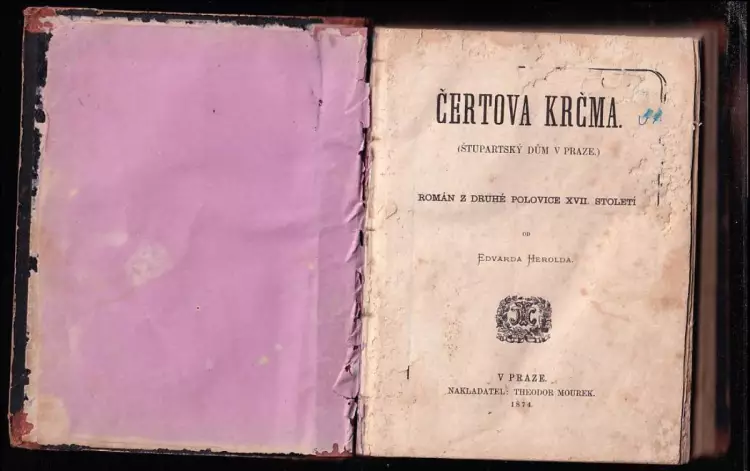 ČERTOVA KRČMA.
(ŠTUPARTSKÝ DŮM V PRAZE.)
ROMÁN Z DRUHÉ POLOVICE XVII. STOLETÍ
OD
EDVARDA HEROLDA.
V PRAZE.
NAKLADATEL: THEODOR MOUREK.
1874.